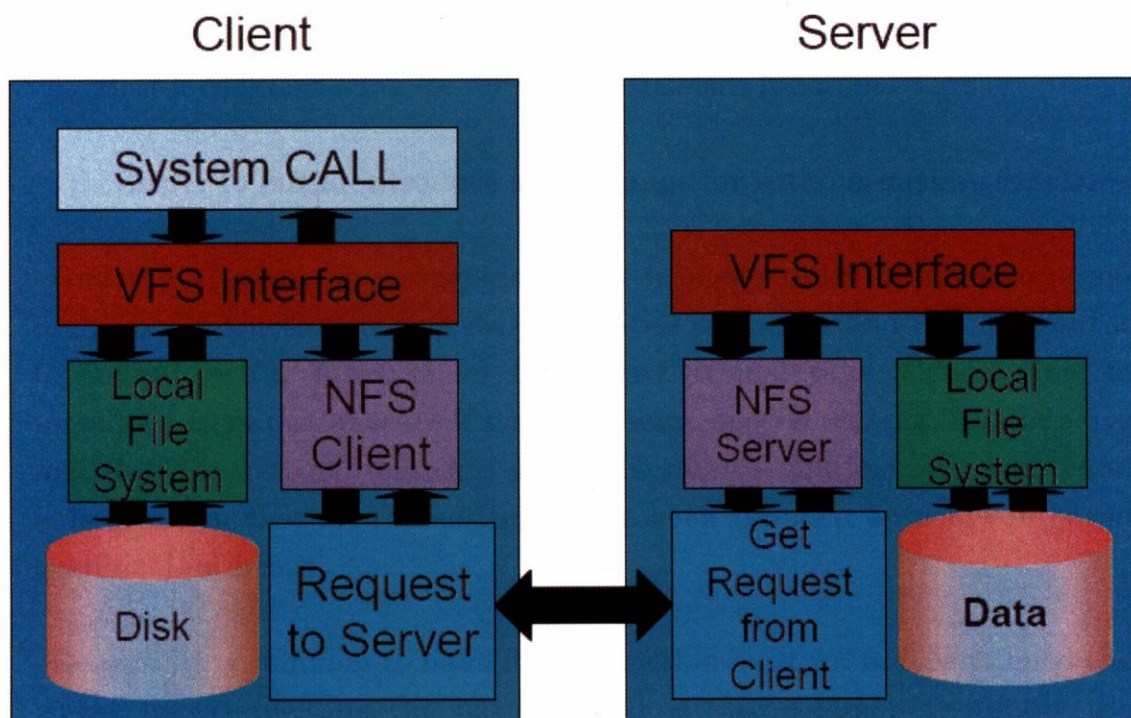 Client
Server
System CALL
VFS Interface
Local
File
System
NFS
Client
Disk
Request
to Server
VFS Interface
NFS
Server
Local
File
System
Get
Request
from
Client
Data